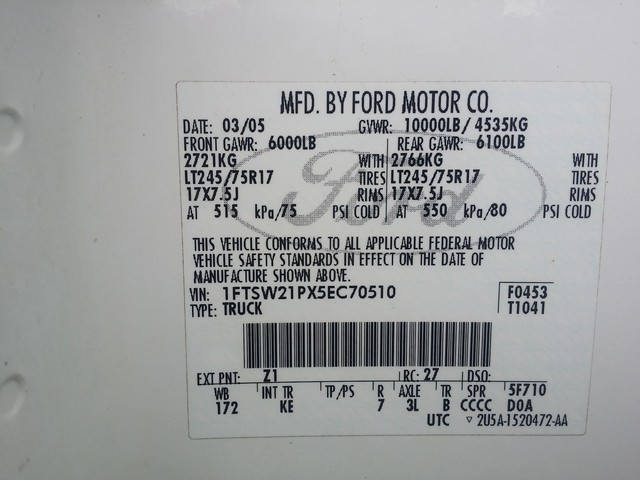 MFD. BY FORD MOTOR CO.
DATE: 03/05 GVWR: 10000LB/ 4535KG
FRONT GAWR: 6000LB REAR GAWR: 6100LB
2721KG WITH 2766KG WITH
LT245/75R17 TIRES LT245/75R17 TIRES
17X7.5J RIMS 17X7.5J RIMS
AT 515 kPa/75 PSI COLD AT 550 kPa/80 PSI COLD
Ford
THIS VEHICLE CONFORMS TO ALL APPLICABLE FEDERAL MOTOR
VEHICLE SAFETY STANDARDS IN EFFECT ON THE DATE OF
MANUFACTURE SHOWN ABOVE.
VIN: 1FTSW21PX5EC70510 F0453
TYPE: TRUCK T1041
EXT PNT: Z1 RC: 27 DSO:
WB INT TR TP/PS R AXLE TR SPR 5F710
172 KE 7 3L B CCCC DOA
UTC ▽ 2U5A-1520472-AA